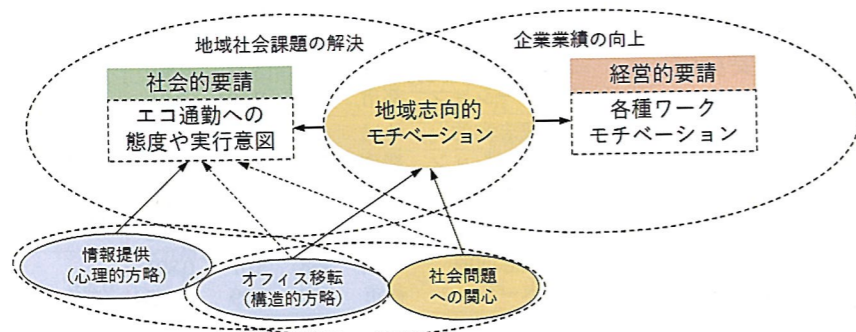 地域社会課題の解決
企業業績の向上
社会的要請
エコ通勤への
態度や実行意図
地域志向的
モチベーション
経営的要請
各種ワーク
モチベーション
情報提供
(心理的方略)
オフィス移転
(構造的方略)
社会問題
への関心